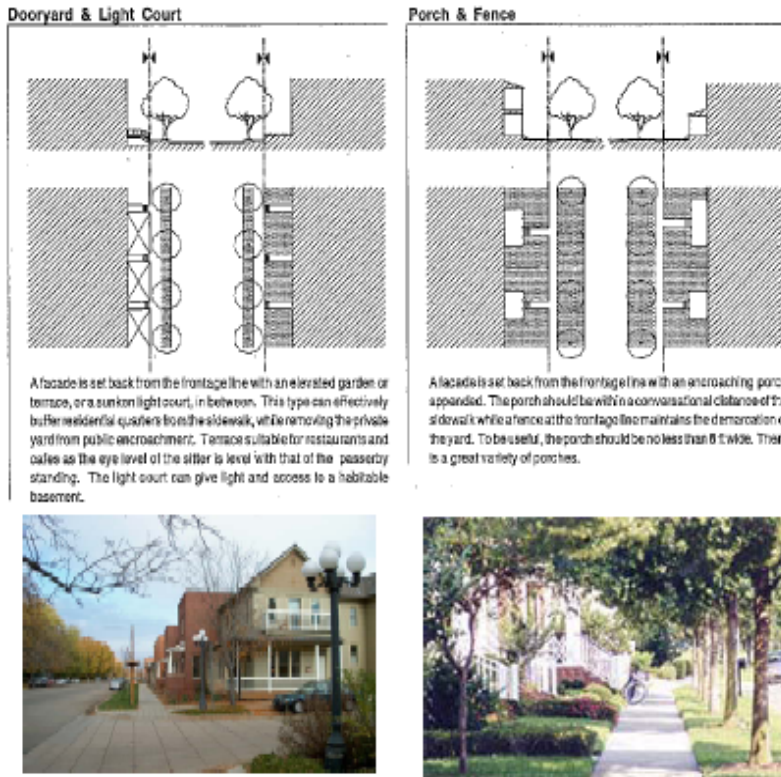 Dooryard & Light Court
A facade is set back from the frontage line with an elevated garden or
terrace, or a sunken light court, in between. This type can effectively
buffer residential quarters from the sidewalk, while removing the private
yard from public encroachment. Terrace suitable for restaurants and
cafes as the eye level of the sitter is level with that of the passerby
standing. The light court can give light and access to a habitable
basement.
Porch & Fence
A facade is set back from the frontage line with an encroaching porc
appended. The porch should be within a conversational distance of th
sidewalk while a fence at the frontage line maintains the demarcation o
the yard. To be useful, the porch should be no less than ft wide. Ther
is a great variety of porches.